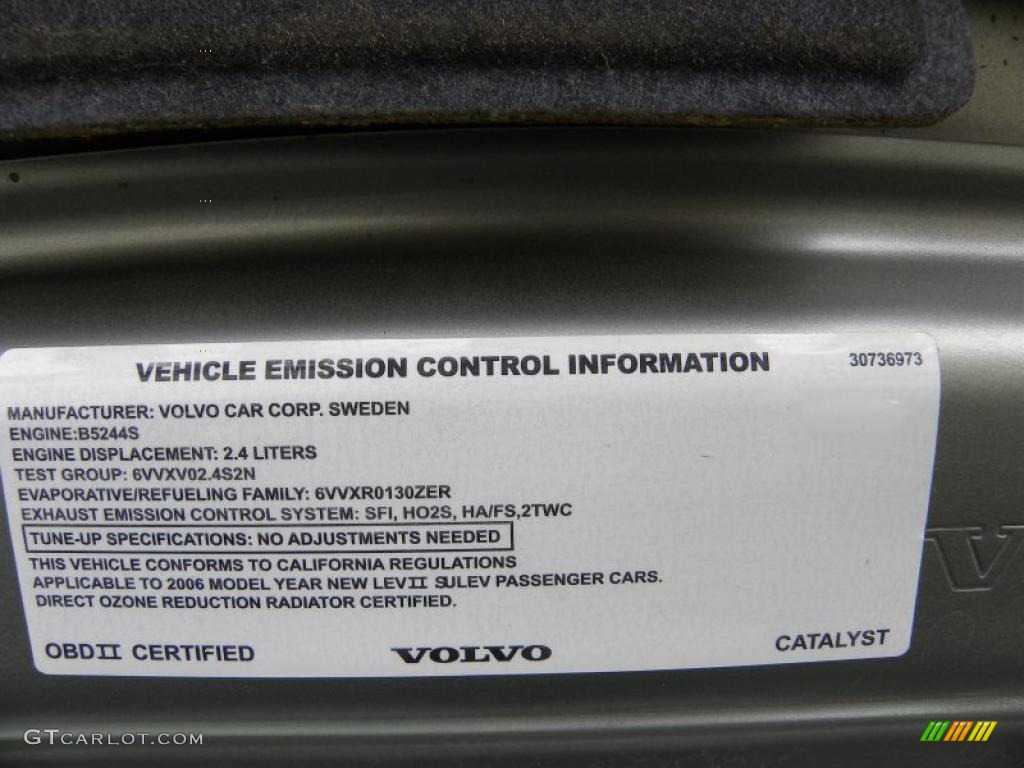 VEHICLE EMISSION CONTROL INFORMATION 30736973
MANUFACTURER: VOLVO CAR CORP. SWEDEN
ENGINE:B5244S
ENGINE DISPLACEMENT: 2.4 LITERS
TEST GROUP: 6VVXV02.4S2N
EVAPORATIVE/REFUELING FAMILY: 6VVXR0130ZER
EXHAUST EMISSION CONTROL SYSTEM: SFI, HO2S, HA/FS,2TWC
TUNE-UP SPECIFICATIONS: NO ADJUSTMENTS NEEDED
THIS VEHICLE CONFORMS TO CALIFORNIA REGULATIONS
APPLICABLE TO 2006 MODEL YEAR NEW LEVII SULEV PASSENGER CARS.
DIRECT OZONE REDUCTION RADIATOR CERTIFIED.
OBDII CERTIFIED VOLVO CATALYST
V
GTCARLOT.COM